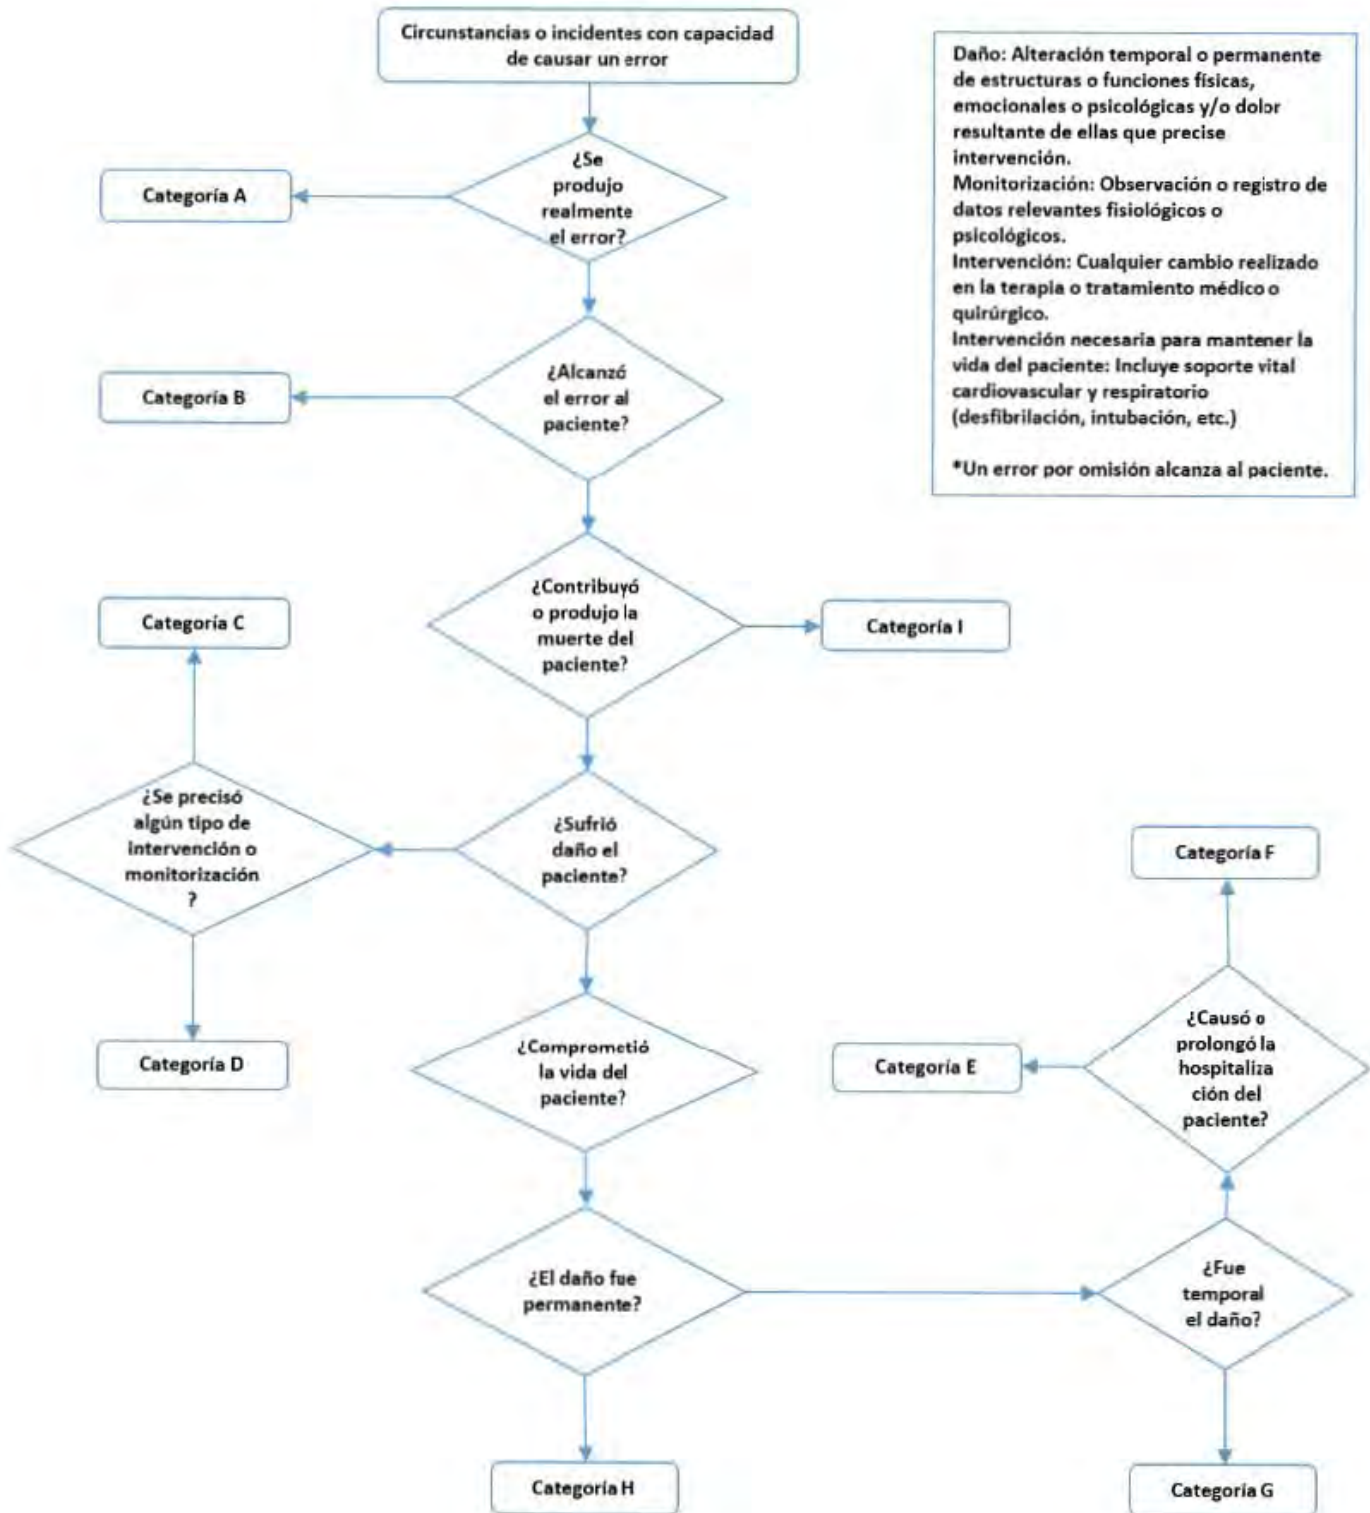 Circunstancias o incidentes con capacidad
de causar un error
Daño: Alteración temporal o permanente
de estructuras o funciones físicas,
emocionales o psicológicas y/o dolor
resultante de ellas que precise
intervención.
Monitorización: Observación o registro de
datos relevantes fisiológicos o
psicológicos.
Intervención: Cualquier cambio realizado
en la terapia o tratamiento médico o
quirúrgico.
Intervención necesaria para mantener la
vida del paciente: Incluye soporte vital
cardiovascular y respiratorio
(desfibrilación, intubación, etc.)
*Un error por omisión alcanza al paciente.
¿Se
produjo
realmente
el error?
Categoría A
¿Alcanzó
el error al
paciente?
Categoría B
¿Contribuyó
o produjo la
muerte del
paciente?
Categoría I
Categoría C
¿Sufrió
daño el
paciente?
¿Se precisó
algún tipo de
intervención o
monitorización
?
Categoría D
¿Comprometió
la vida del
paciente?
Categoría F
¿Causó o
prolongó la
hospitaliza
ción del
paciente?
Categoría E
¿El daño fue
permanente?
¿Fue
temporal
el daño?
Categoría H
Categoría G